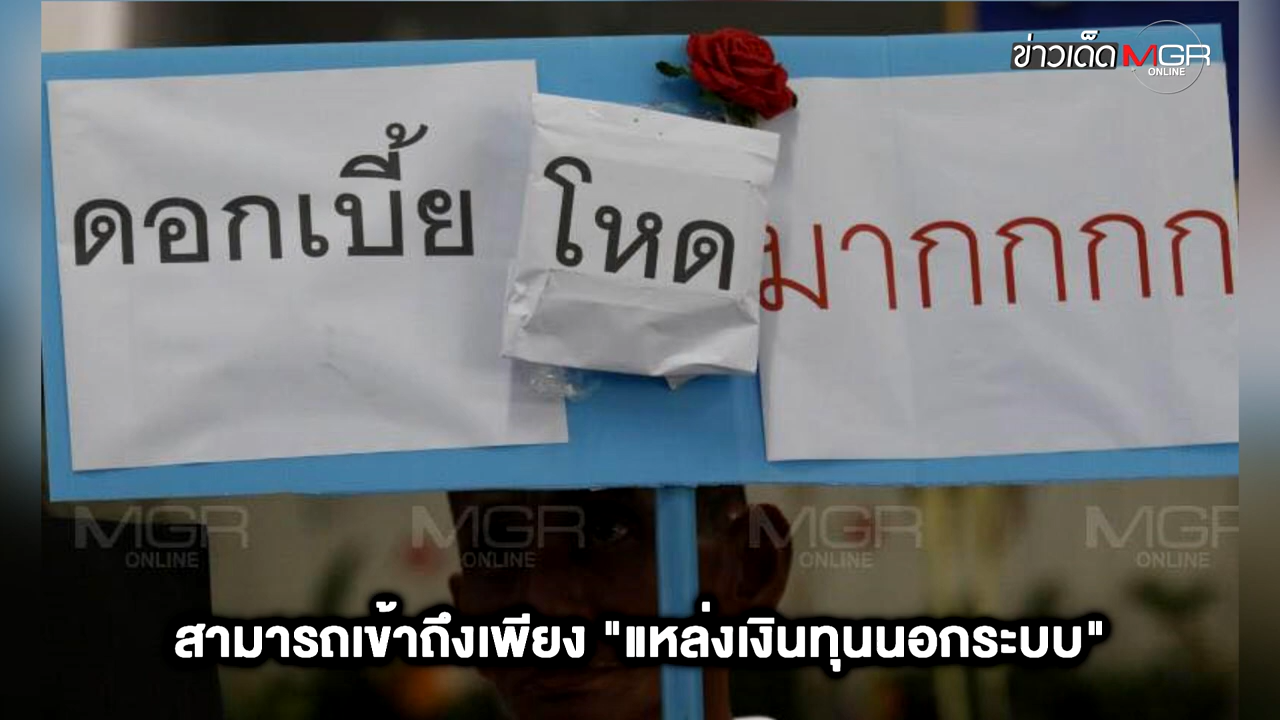 ข่าวเด็ด MGR
ONLINE
ดอกเบี้ย โหด มากกกก
MGR MGR MGR MGR
ONLINE ONLINE ONLINE ONLINE
สามารถเข้าถึงเพียง "แหล่งเงินทุนนอกระบบ"